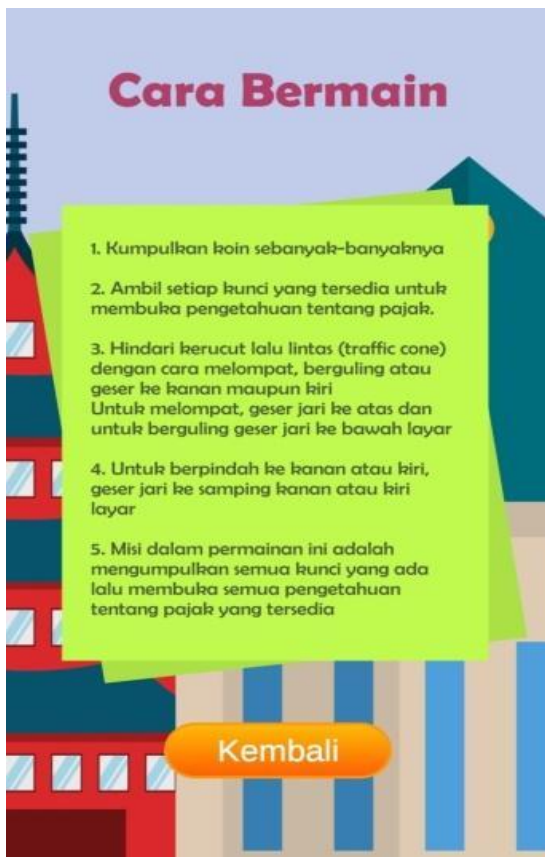 Cara Bermain
1. Kumpulkan koin sebanyak-banyaknya
2. Ambil setiap kunci yang tersedia untuk
membuka pengetahuan tentang pajak.
3. Hindari kerucut lalu lintas (traffic cone)
dengan cara melompat, berguling atau
geser ke kanan maupun kiri
Untuk melompat, geser jari ke atas dan
untuk berguling geser jari ke bawah layar
4. Untuk berpindah ke kanan atau kiri,
geser jari ke samping kanan atau kiri
layar
5. Misi dalam permainan ini adalah
mengumpulkan semua kunci yang ada
lalu membuka semua pengetahuan
tentang pajak yang tersedia
Kembali